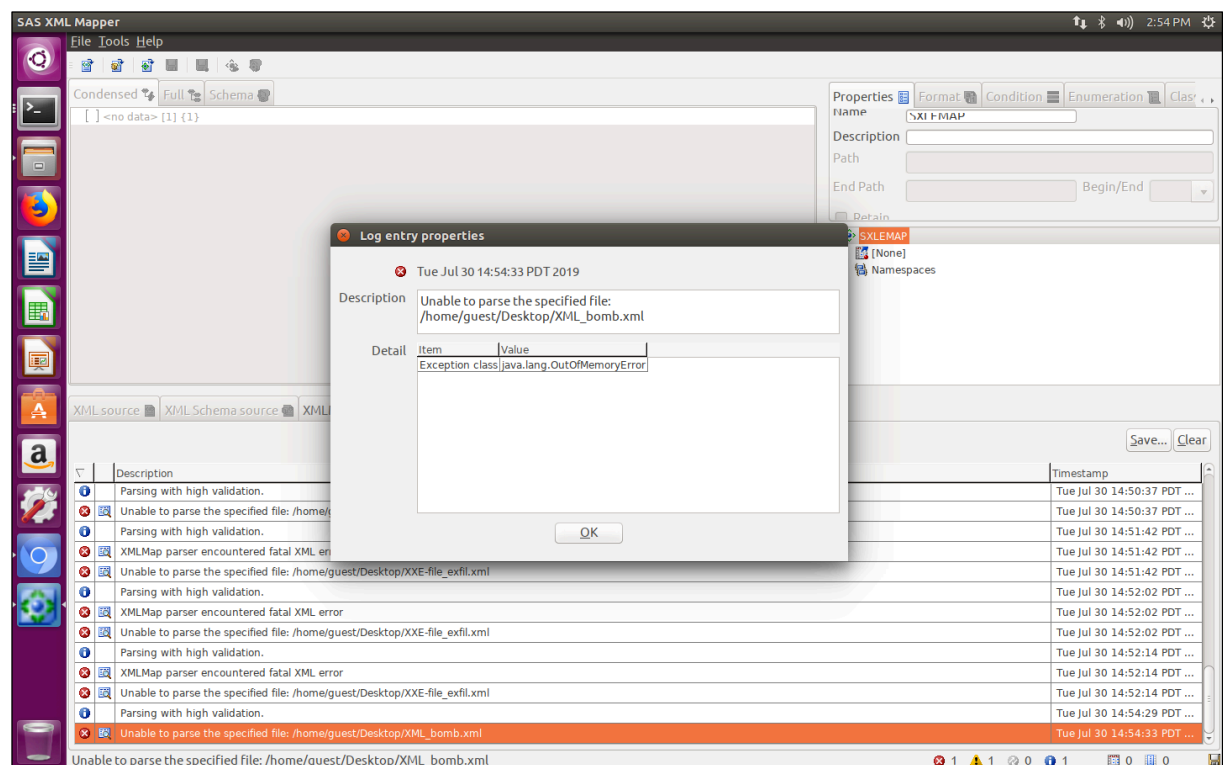 SAS XML Mapper
2:54 PM
File Tools Help
Condensed Full Schema
[ ] <no data> [1] {1}
Properties Format Condition Enumeration
Name SXLEMAP
Description
Path
End Path Begin/End
Retain
SXLEMAP
[None]
Namespaces
Log entry properties
Tue Jul 30 14:54:33 PDT 2019
Description Unable to parse the specified file:
/home/guest/Desktop/XML_bomb.xml
Detail Item Value
Exception class java.lang.OutOfMemoryError
OK
XML source XML Schema source
Save... Clear
Description Timestamp
Parsing with high validation. Tue Jul 30 14:50:37 PDT ...
Unable to parse the specified file: Tue Jul 30 14:50:37 PDT ...
Parsing with high validation. Tue Jul 30 14:51:42 PDT ...
XMLMap parser encountered fatal XML Tue Jul 30 14:51:42 PDT ...
Unable to parse the specified file: /home/guest/Desktop/XXE-file_exfil.xml Tue Jul 30 14:51:42 PDT ...
Parsing with high validation. Tue Jul 30 14:52:02 PDT ...
XMLMap parser encountered fatal XML error Tue Jul 30 14:52:02 PDT ...
Unable to parse the specified file: /home/guest/Desktop/XXE-file_exfil.xml Tue Jul 30 14:52:02 PDT ...
Parsing with high validation. Tue Jul 30 14:52:14 PDT ...
XMLMap parser encountered fatal XML error Tue Jul 30 14:52:14 PDT ...
Unable to parse the specified file: /home/guest/Desktop/XXE-file_exfil.xml Tue Jul 30 14:52:14 PDT ...
Parsing with high validation. Tue Jul 30 14:54:29 PDT ...
Unable to parse the specified file: /home/guest/Desktop/XML_bomb.xml Tue Jul 30 14:54:33 PDT ...
Unable to parse the specified file: /home/guest/Desktop/XML_bomb.xml 1 1 0 1 0 0